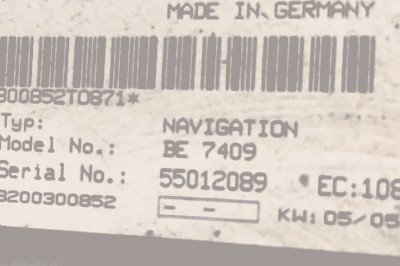 MADE IN GERMANY
300852T0871*
Typ: NAVIGATION
Model No.: BE 7409
Serial No.: 55012089 EC:108
8200300852 - - KW: 05/05